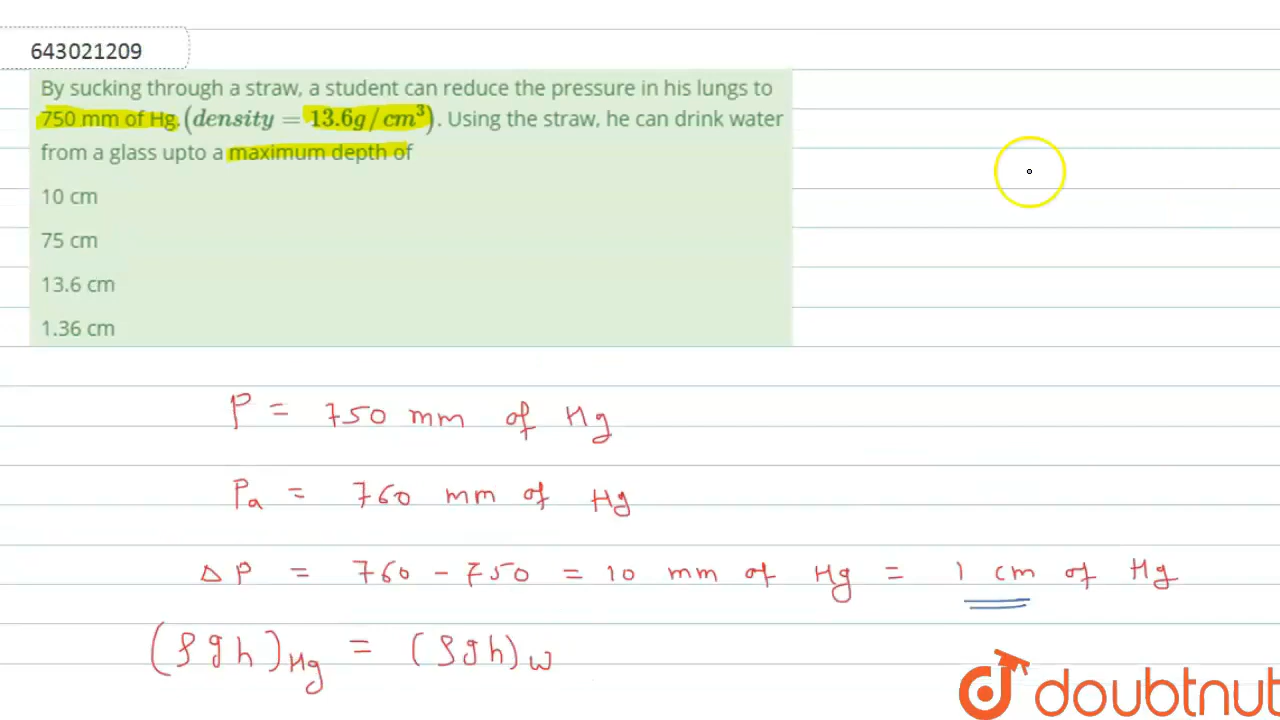 643021209
By sucking through a straw, a student can reduce the pressure in his lungs to
750 mm of Hg.(density = 13.6g/cm³). Using the straw, he can drink water
from a glass upto a maximum depth of
10 cm
75 cm
13.6 cm
1.36 cm
P = 750 mm of Hg
Pa = 760 mm of Hg
ΔP = 760 - 750 = 10 mm of Hg = 1 cm of Hg
(ρgh)Hg = (ρgh)w
doubtnut